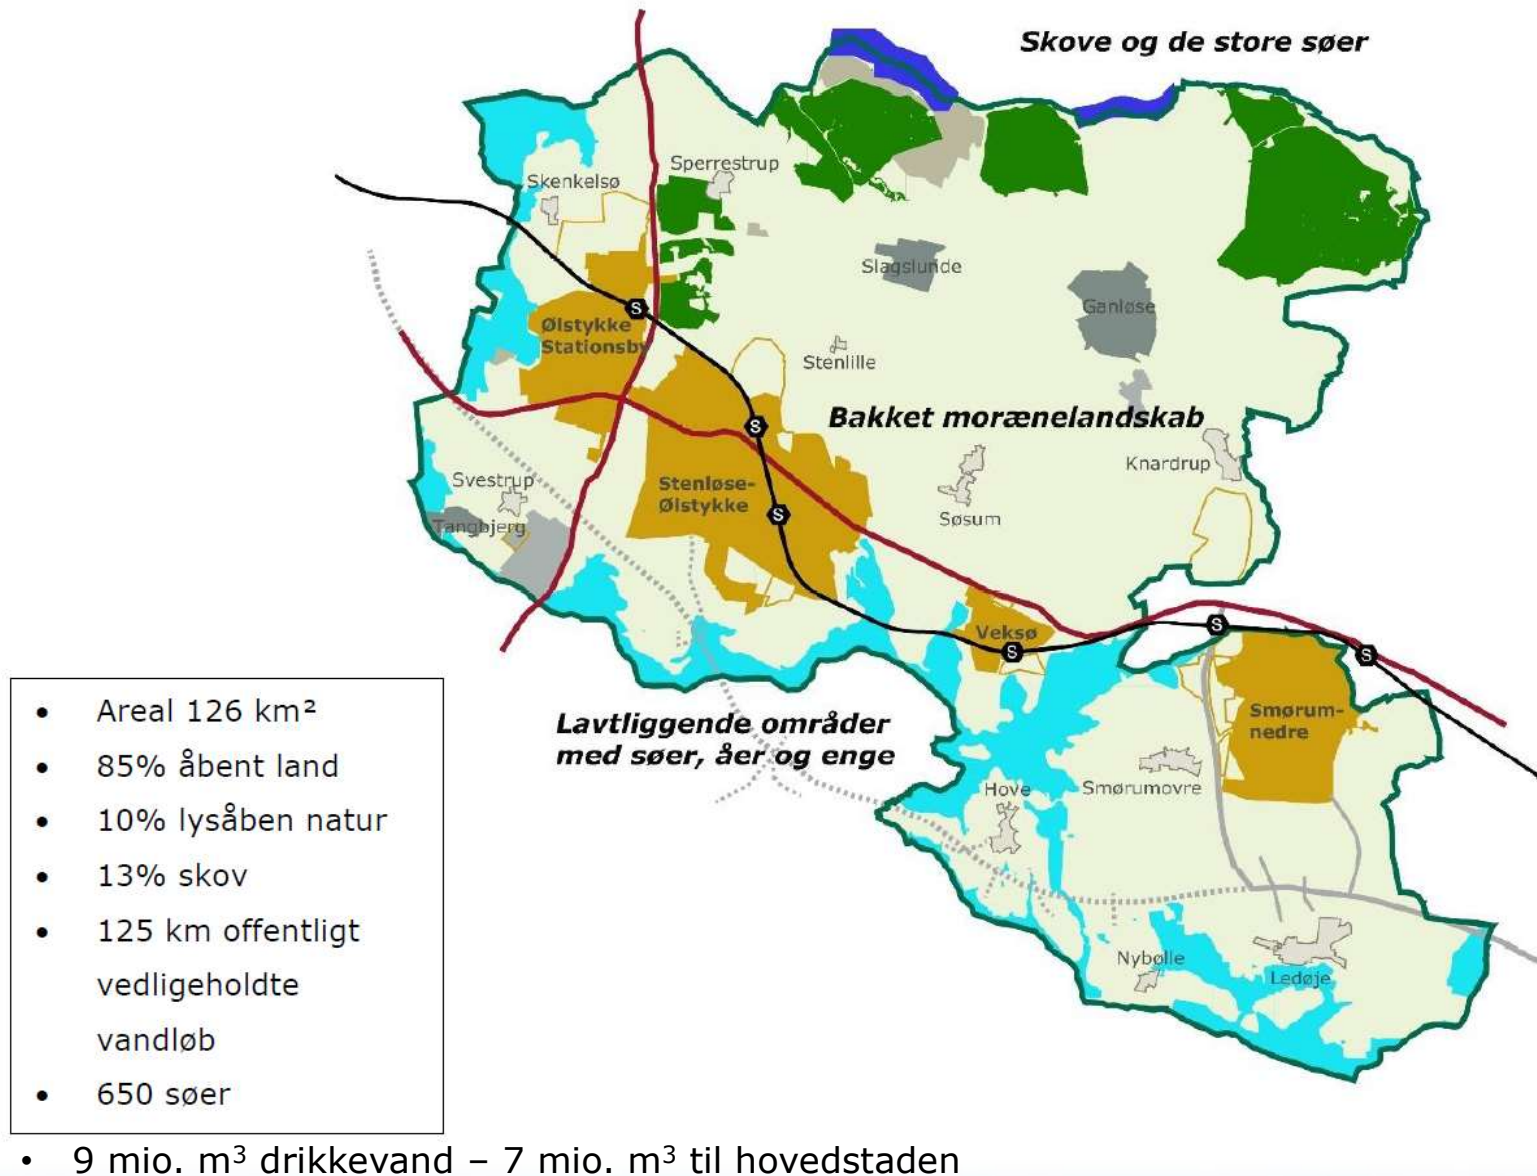 Skove og de store søer
Sperrestrup
Skenkelsø
Slagslunde
Ganløse
S
Ølstykke
Stationsby
Stenlille
Bakket morænelandskab
S
Knardrup
Svestrup
Stenløse-
Ølstykke
S
Søsum
Tangbjerg
S
Veksø
S
S
Smørum-
nedre
Lavtliggende områder
med søer, åer og enge
Hove
Smørumovre
Nybølle
Ledøje
• Areal 126 km²
• 85% åbent land
• 10% lysåben natur
• 13% skov
• 125 km offentligt
vedligeholdte
vandløb
• 650 søer
• 9 mio. m³ drikkevand – 7 mio. m³ til hovedstaden